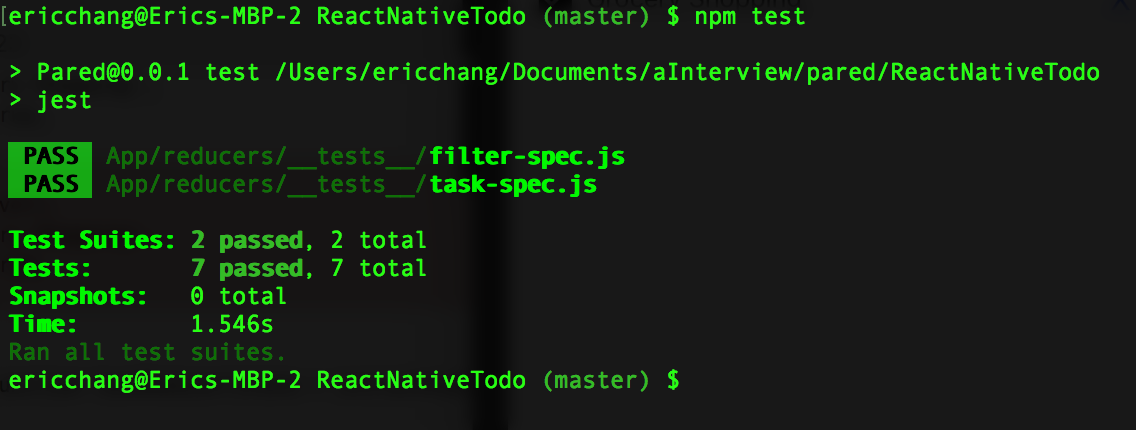 [ericchang@Erics-MBP-2 ReactNativeTodo (master) $ npm test
> Pared@0.0.1 test /Users/ericchang/Documents/aInterview/pared/ReactNativeTodo
> jest
PASS App/reducers/__tests__/filter-spec.js
PASS App/reducers/__tests__/task-spec.js
Test Suites: 2 passed, 2 total
Tests: 7 passed, 7 total
Snapshots: 0 total
Time: 1.546s
Ran all test suites.
ericchang@Erics-MBP-2 ReactNativeTodo (master) $